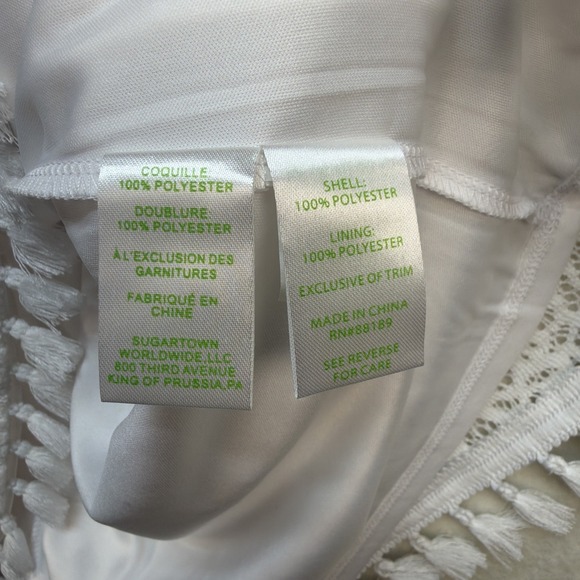 COQUILLE:
100% POLYESTER
DOUBLURE:
100% POLYESTER
À L'EXCLUSION DES
GARNITURES
FABRIQUÉ EN
CHINE
SUGARTOWN
WORLDWIDE, LLC
800 THIRD AVENUE
KING OF PRUSSIA, PA
SHELL:
100% POLYESTER
LINING:
100% POLYESTER
EXCLUSIVE OF TRIM
MADE IN CHINA
RN#88189
SEE REVERSE
FOR CARE